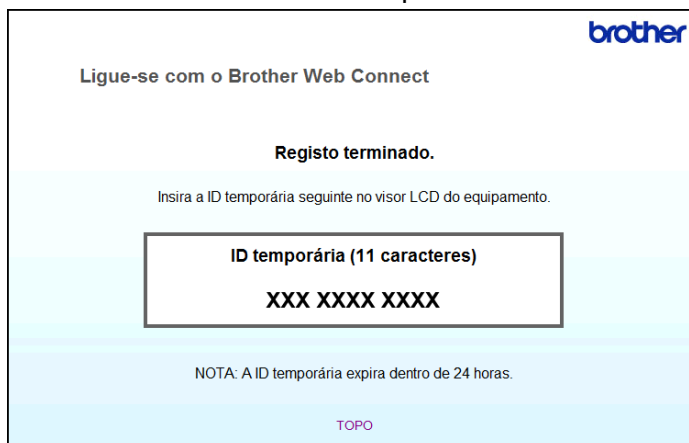 brother
Ligue-se com o Brother Web Connect
Registo terminado.
Insira a ID temporária seguinte no visor LCD do equipamento.
ID temporária (11 caracteres)
XXX XXXX XXXX
NOTA: A ID temporária expira dentro de 24 horas.
TOPO